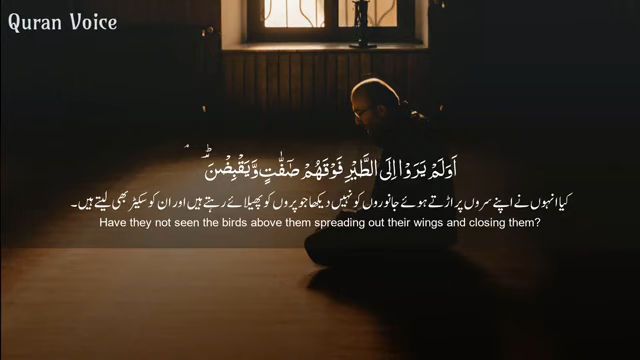 Quran Voice
اَوَلَمْ يَرَوْا اِلَى الطَّيْرِ فَوْقَهُمْ صٰٓفّٰتٍ وَّيَقْبِضْنَ ؔۘ
کیا انہوں نے اپنے سروں پر اڑتے ہوئے جانوروں کو نہیں دیکھا جو پروں کو پھیلائے رہتے ہیں اور ان کو سکیڑ بھی لیتے ہیں۔
Have they not seen the birds above them spreading out their wings and closing them?